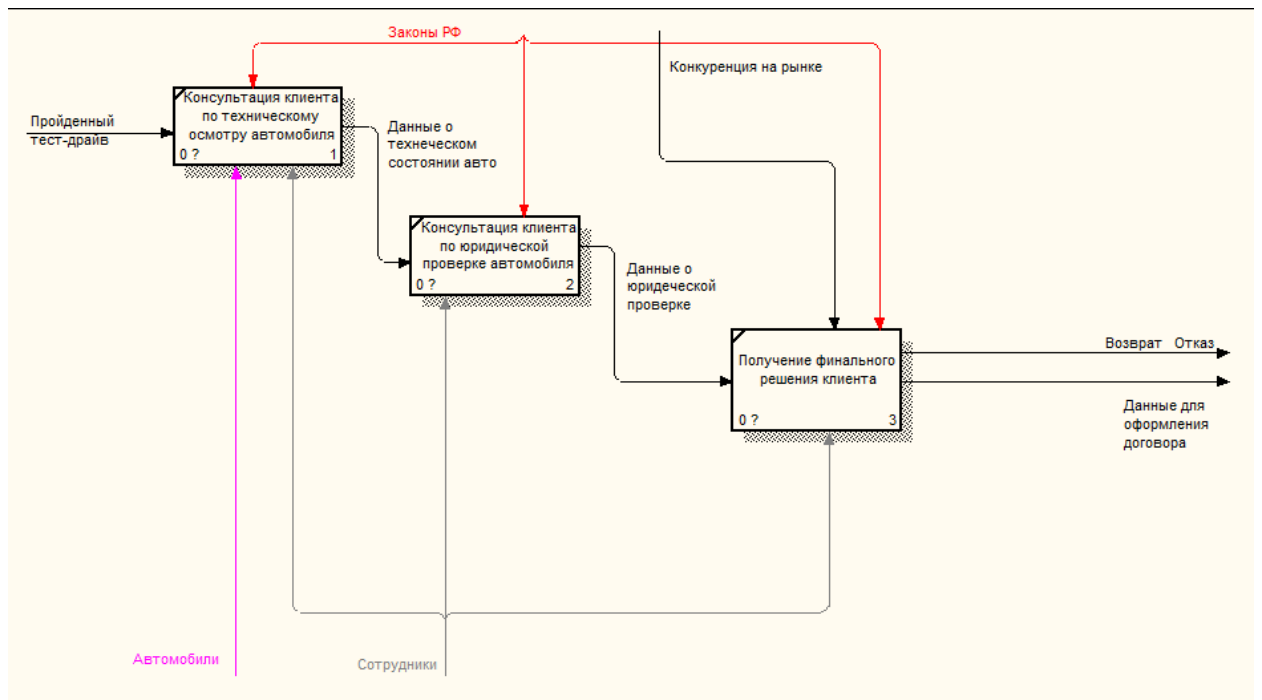 Законы РФ
Конкуренция на рынке
Консультация клиента
по техническому
осмотру автомобиля
0 ? 1
Пройденный
тест-драйв
Данные о
технеческом
состоянии авто
Консультация клиента
по юридической
проверке автомобиля
0 ? 2
Данные о
юридеческой
проверке
Получение финального
решения клиента
0 ? 3
Возврат Отказ
Данные для
оформления
договора
Автомобили
Сотрудники